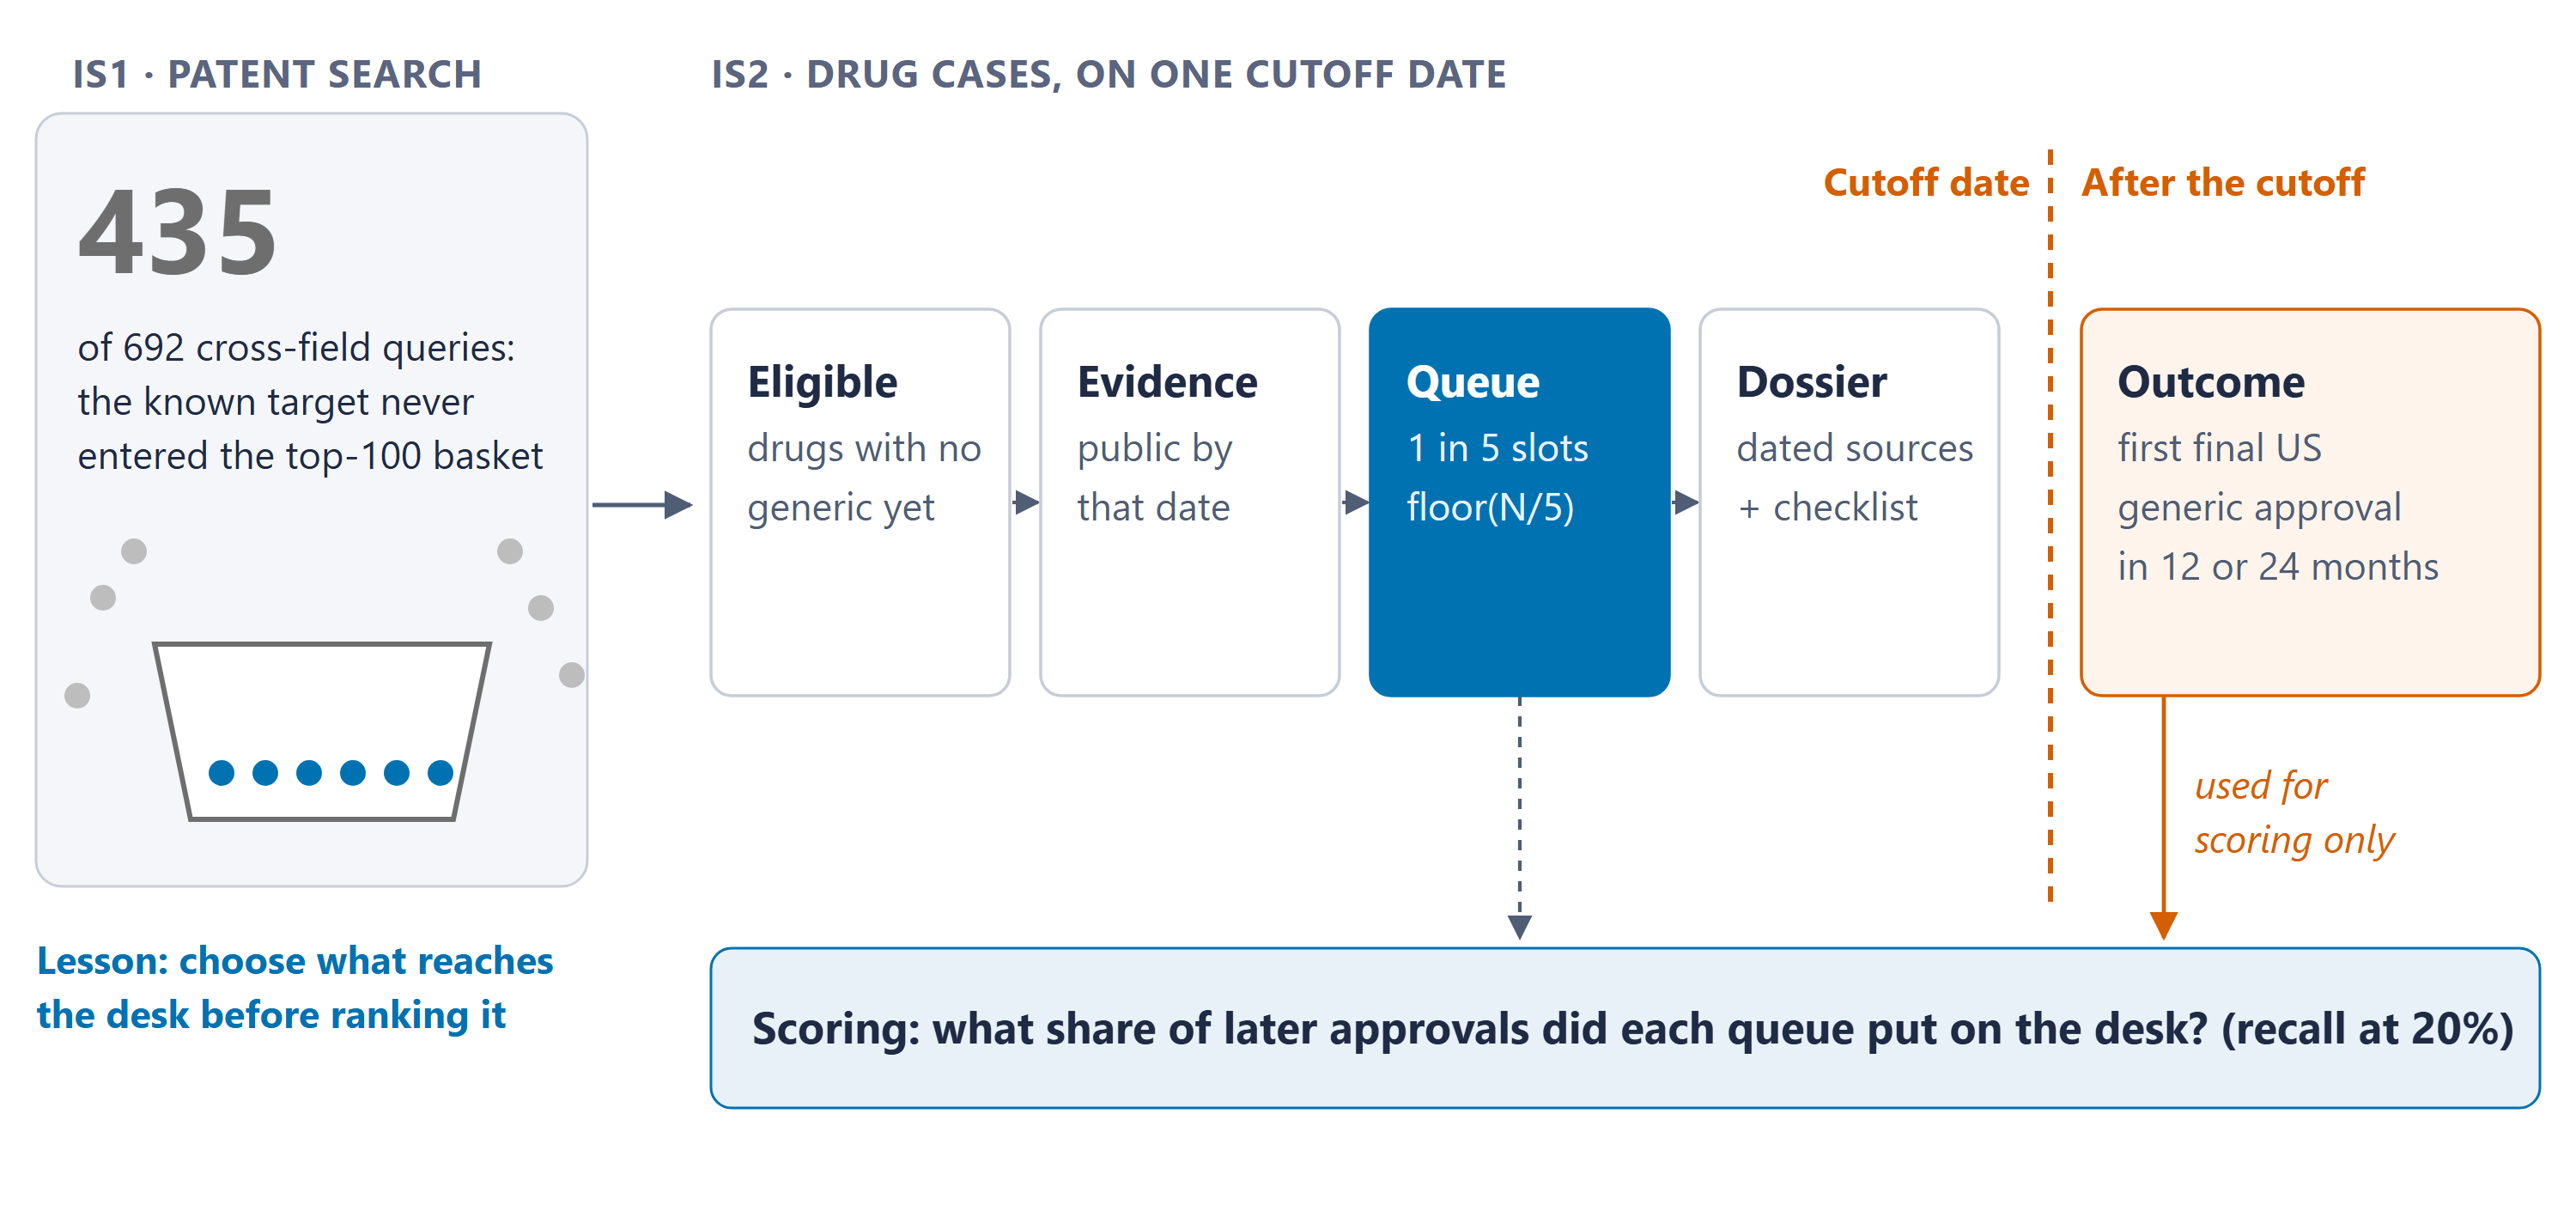 IS1 · PATENT SEARCH
435
of 692 cross-field queries:
the known target never
entered the top-100 basket
Lesson: choose what reaches
the desk before ranking it
IS2 · DRUG CASES, ON ONE CUTOFF DATE
Cutoff date
After the cutoff
Eligible
drugs with no
generic yet
Evidence
public by
that date
Queue
1 in 5 slots
floor(N/5)
Dossier
dated sources
+ checklist
Outcome
first final US
generic approval
in 12 or 24 months
used for
scoring only
Scoring: what share of later approvals did each queue put on the desk? (recall at 20%)